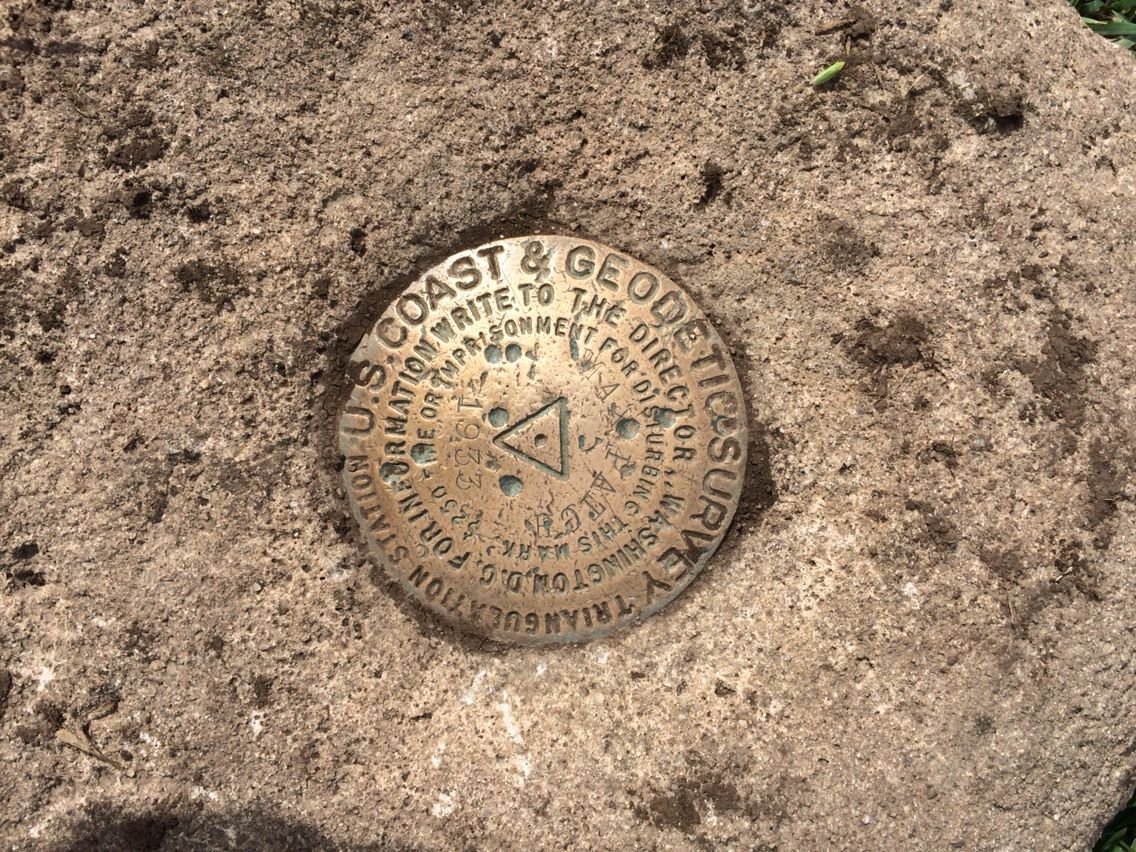 U.S. COAST & GEODETIC SURVEY TRIANGULATION STATION
FOR INFORMATION WRITE TO THE DIRECTOR, WASHINGTON, D.C.
$250 FINE OR IMPRISONMENT FOR DISTURBING THIS MARK.
1933